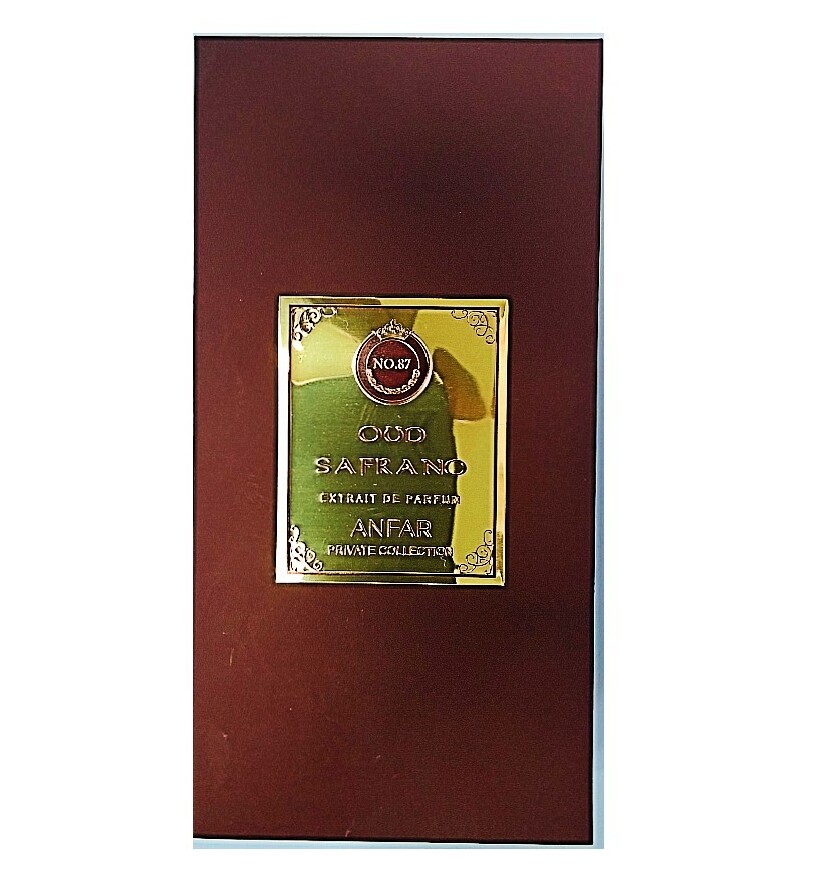 NO.87
OUD
SAFRANO
EXTRAIT DE PARFUM
ANFAR
PRIVATE COLLECTION